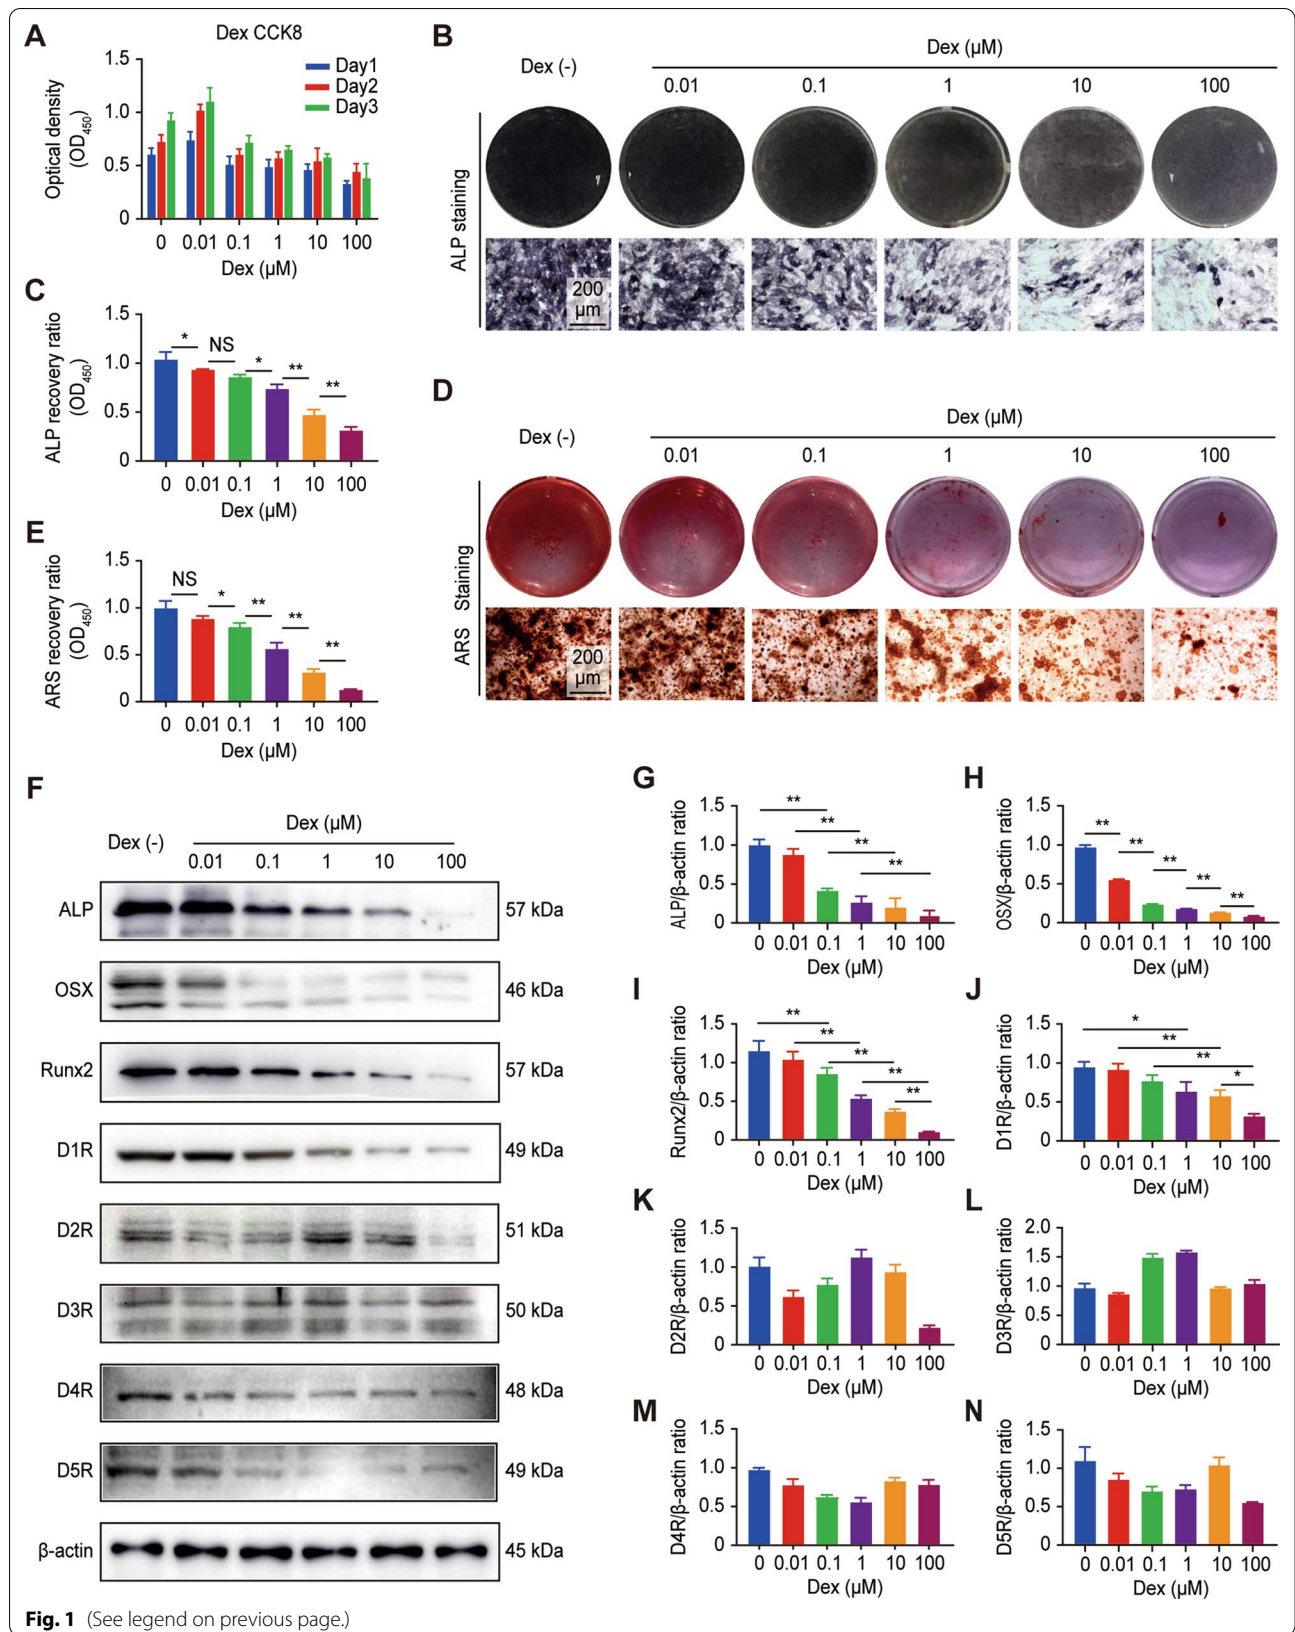 A
Dex CCK8
Optical density
(OD450)
1.5
1.0
0.5
0
Day1
Day2
Day3
0 0.01 0.1 1 10 100
Dex (µM)
B
Dex (-)
Dex (µM)
0.01 0.1 1 10 100
ALP staining
200
µm
C
ALP recovery ratio
(OD450)
1.5
1.0
0.5
0
* NS * ** **
0 0.01 0.1 1 10 100
Dex (µM)
D
Dex (-)
Dex (µM)
0.01 0.1 1 10 100
ARS Staining
200
µm
E
ARS recovery ratio
(OD450)
1.5
1.0
0.5
0
NS * ** ** **
0 0.01 0.1 1 10 100
Dex (µM)
F
Dex (-)
Dex (µM)
0.01 0.1 1 10 100
ALP 57 kDa
OSX 46 kDa
Runx2 57 kDa
D1R 49 kDa
D2R 51 kDa
D3R 50 kDa
D4R 48 kDa
D5R 49 kDa
β-actin 45 kDa
G
ALP/β-actin ratio
1.5
1.0
0.5
0
** ** ** **
0 0.01 0.1 1 10 100
Dex (µM)
H
OSX/β-actin ratio
1.5
1.0
0.5
0
** ** ** ** **
0 0.01 0.1 1 10 100
Dex (µM)
I
Runx2/β-actin ratio
1.5
1.0
0.5
0
** ** ** ** **
0 0.01 0.1 1 10 100
Dex (µM)
J
D1R/β-actin ratio
1.5
1.0
0.5
0
* ** ** *
0 0.01 0.1 1 10 100
Dex (µM)
K
D2R/β-actin ratio
1.5
1.0
0.5
0
0 0.01 0.1 1 10 100
Dex (µM)
L
D3R/β-actin ratio
2.0
1.5
1.0
0.5
0
0 0.01 0.1 1 10 100
Dex (µM)
M
D4R/β-actin ratio
1.5
1.0
0.5
0
0 0.01 0.1 1 10 100
Dex (µM)
N
D5R/β-actin ratio
1.5
1.0
0.5
0
0 0.01 0.1 1 10 100
Dex (µM)
Fig. 1 (See legend on previous page.)